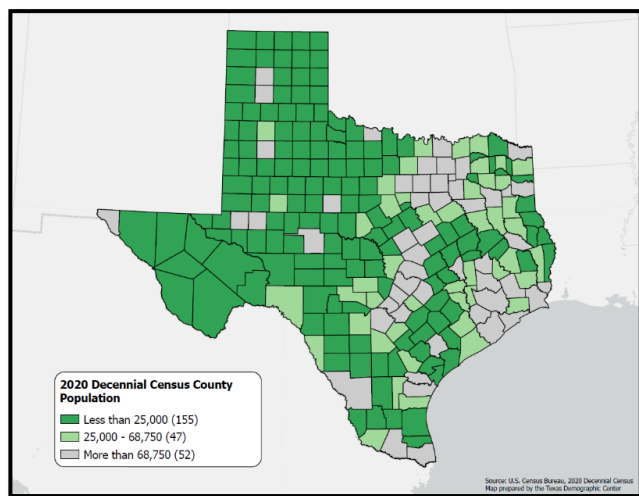 2020 Decennial Census County
Population
Less than 25,000 (155)
25,000 - 68,750 (47)
More than 68,750 (52)
Source: U.S. Census Bureau, 2020 Decennial Census
Map prepared by the Texas Demographic Center